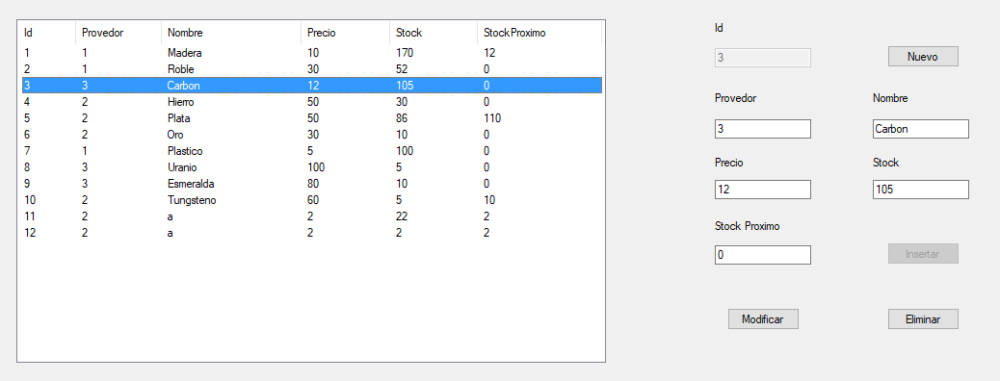 Id Provedor Nombre Precio Stock StockProximo
1 1 Madera 10 170 12
2 1 Roble 30 52 0
3 3 Carbon 12 105 0
4 2 Hierro 50 30 0
5 2 Plata 50 86 110
6 2 Oro 30 10 0
7 1 Plastico 5 100 0
8 3 Uranio 100 5 0
9 3 Esmeralda 80 10 0
10 2 Tungsteno 60 5 10
11 2 a 2 22 2
12 2 a 2 2 2
Id
3 Nuevo
Provedor Nombre
3 Carbon
Precio Stock
12 105
Stock Proximo
0 Insertar
Modificar Eliminar